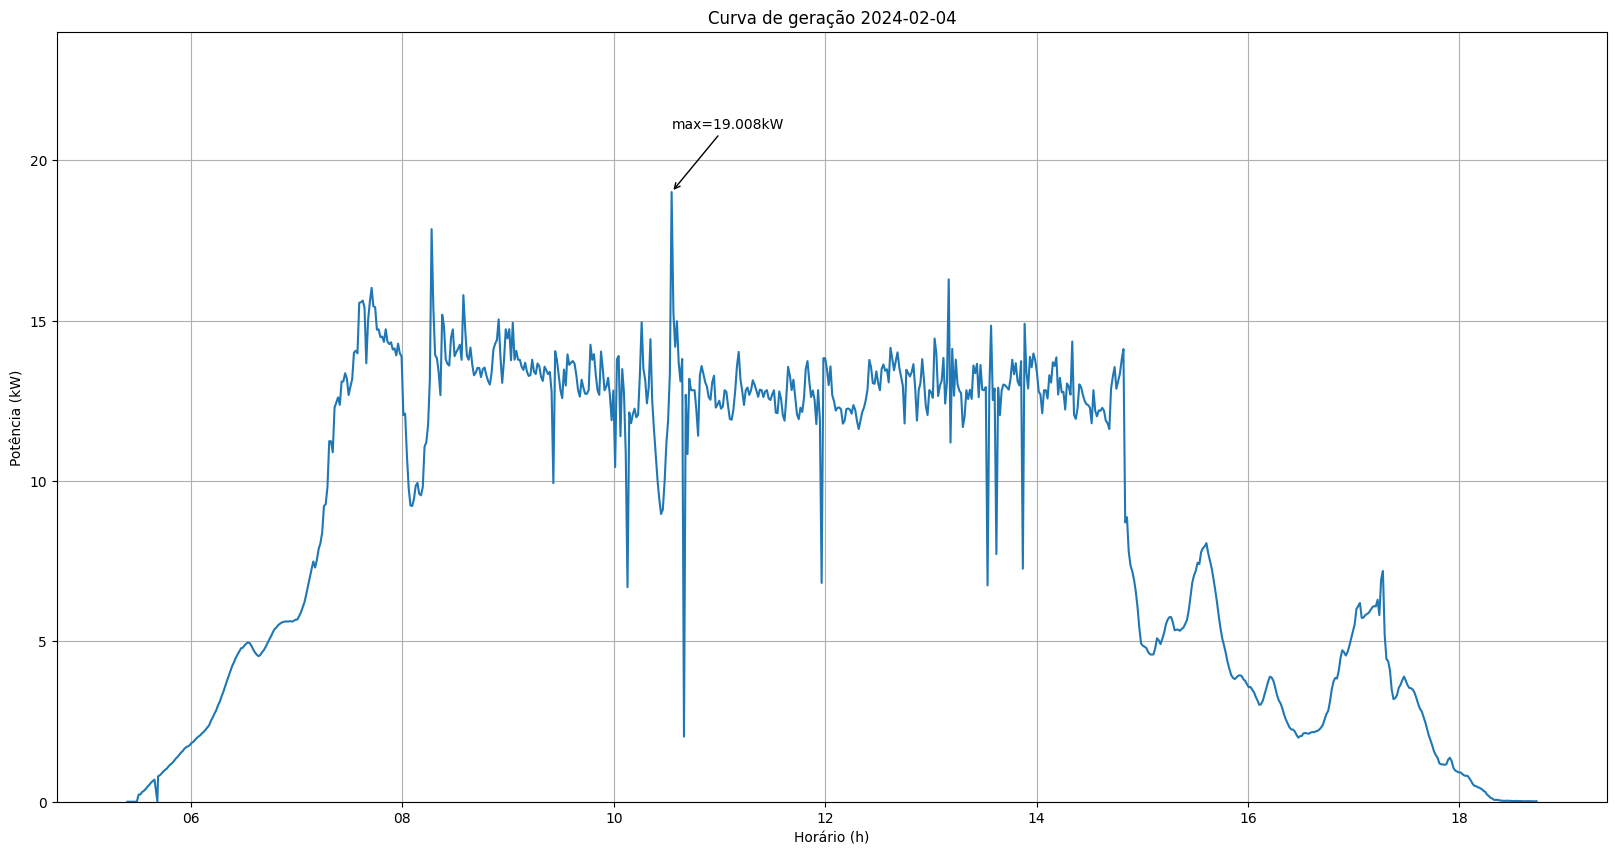 Curva de geração 2024-02-04
max=19.008kW
Potência (kW)
20
15
10
5
0
06 08 10 12 14 16 18
Horário (h)